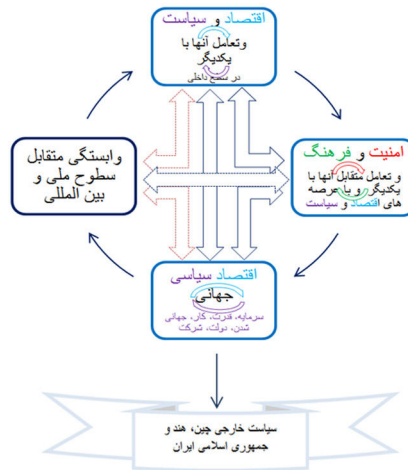 اقتصاد و سیاست
وتعامل آنها با
یکدیگر
در سطح داخلی
امنیت و فرهنگ
و تعامل متقابل آنها با
یکدیگر و با عرصه
های اقتصاد و سیاست
وابستگی متقابل
سطوح ملی و
بین المللی
اقتصاد سیاسی
جهانی
سرمایه، قدرت، کار، جهانی
شدن، دولت، شرکت
سیاست خارجی چین، هند و
جمهوری اسلامی ایران